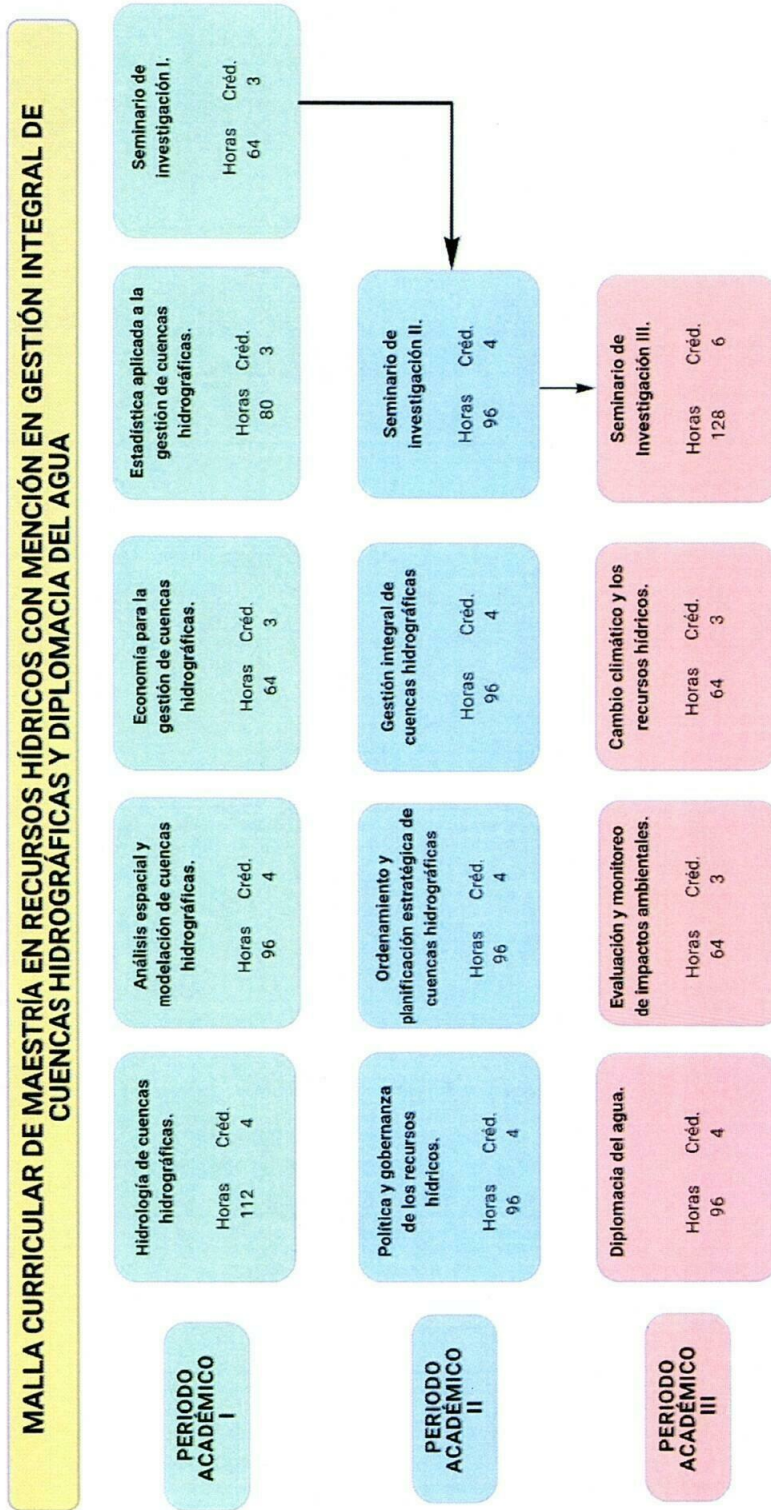 MALLA CURRICULAR DE MAESTRÍA EN RECURSOS HÍDRICOS CON MENCIÓN EN GESTIÓN INTEGRAL DE
CUENCAS HIDROGRÁFICAS Y DIPLOMACIA DEL AGUA
PERIODO
ACADÉMICO
I
Hidrología de cuencas
hidrográficas.
Horas Créd.
112 4
Análisis espacial y
modelación de cuencas
hidrográficas.
Horas Créd.
96 4
Economía para la
gestión de cuencas
hidrográficas.
Horas Créd.
64 3
Estadística aplicada a la
gestión de cuencas
hidrográficas.
Horas Créd.
80 3
Seminario de
investigación I.
Horas Créd.
64 3
PERIODO
ACADÉMICO
II
Política y gobernanza
de los recursos
hídricos.
Horas Créd.
96 4
Ordenamiento y
planificación estratégica de
cuencas hidrográficas
Horas Créd.
96 4
Gestión integral de
cuencas hidrográficas
Horas Créd.
96 4
Seminario de
investigación II.
Horas Créd.
96 4
PERIODO
ACADÉMICO
III
Diplomacia del agua.
Horas Créd.
96 4
Evaluación y monitoreo
de impactos ambientales.
Horas Créd.
64 3
Cambio climático y los
recursos hídricos.
Horas Créd.
64 3
Seminario de
Investigación III.
Horas Créd.
128 6